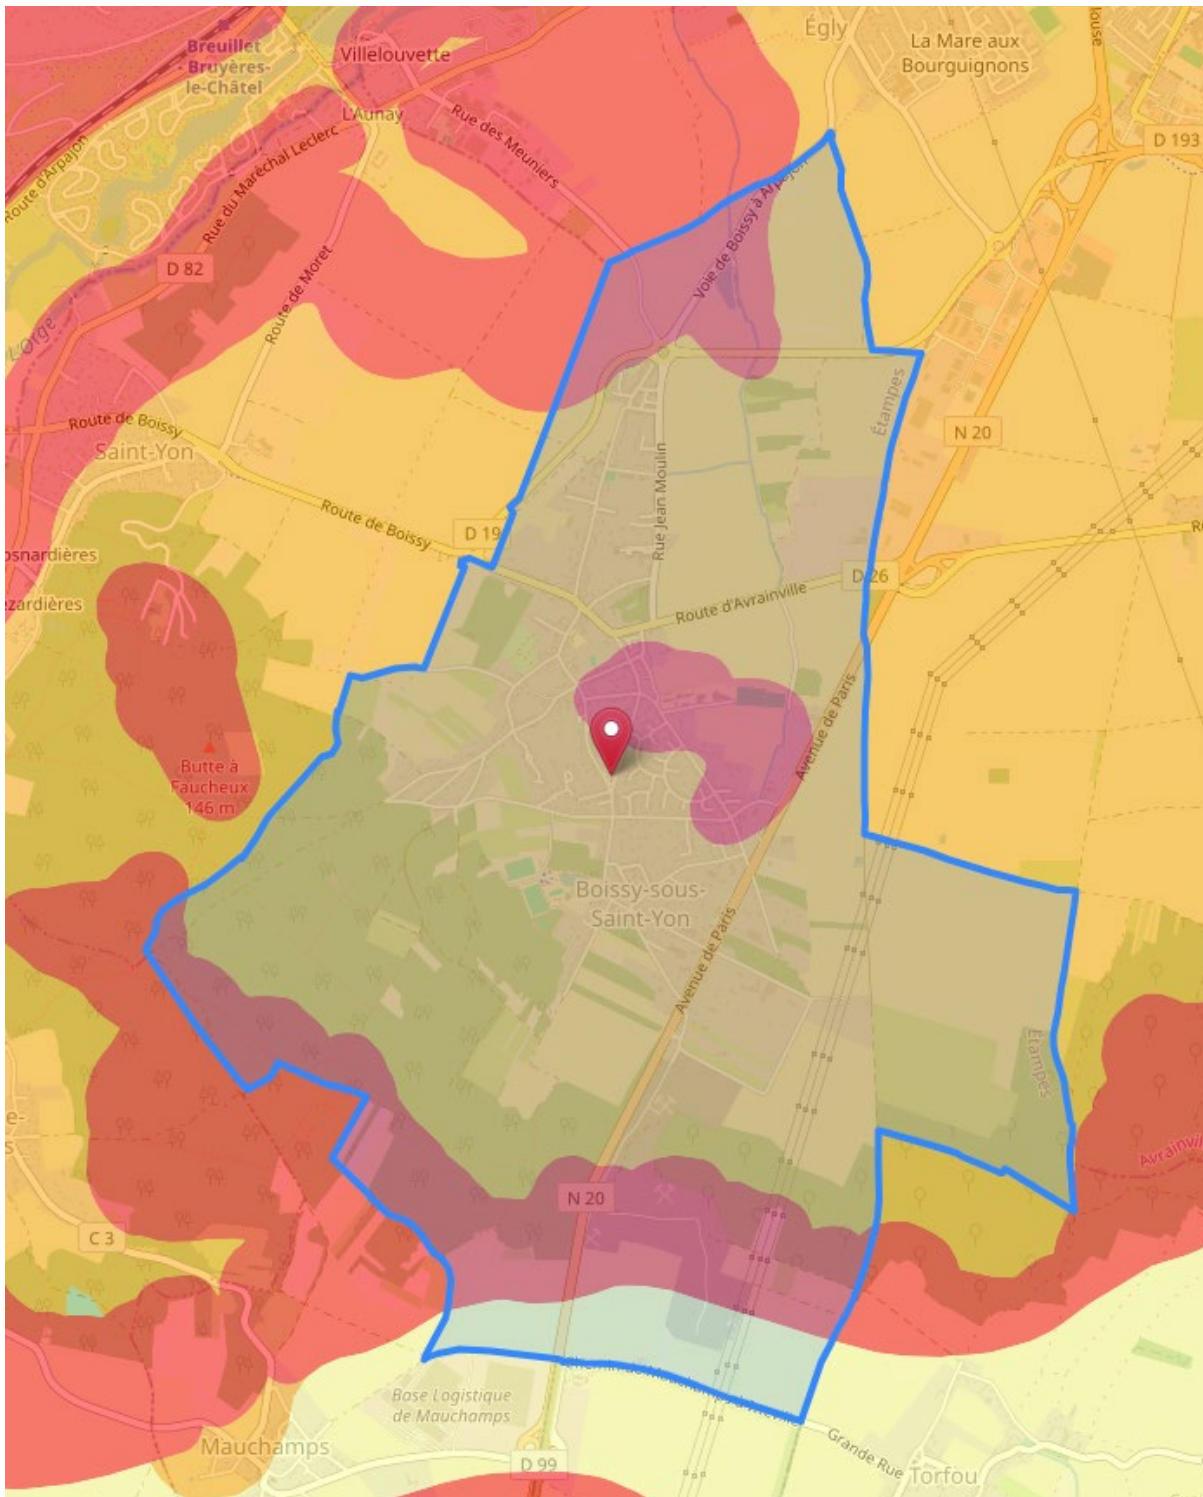 Égly
La Mare aux
Bourguignons
Breuillet
- Bruyères-
le-Châtel
Villelouvette
L'Aunay
Rue des Meuniers
Route d'Arpajon
Rue du Maréchal Leclerc
D 193
Voie de Boissy à Arpajon
D 82
Route de Moret
L'Orge
Étampes
N 20
Route de Boissy
Saint-Yon
Rue Jean Moulin
Route de Boissy
D 19
D 26
Route d'Avrainville
Avenue de Paris
Butte à
Faucheux
146 m
Boissy-sous-
Saint-Yon
Avenue de Paris
Étampes
N 20
C 3
Base Logistique
de Mauchamps
Mauchamps
D 99
Grande Rue
Torfou